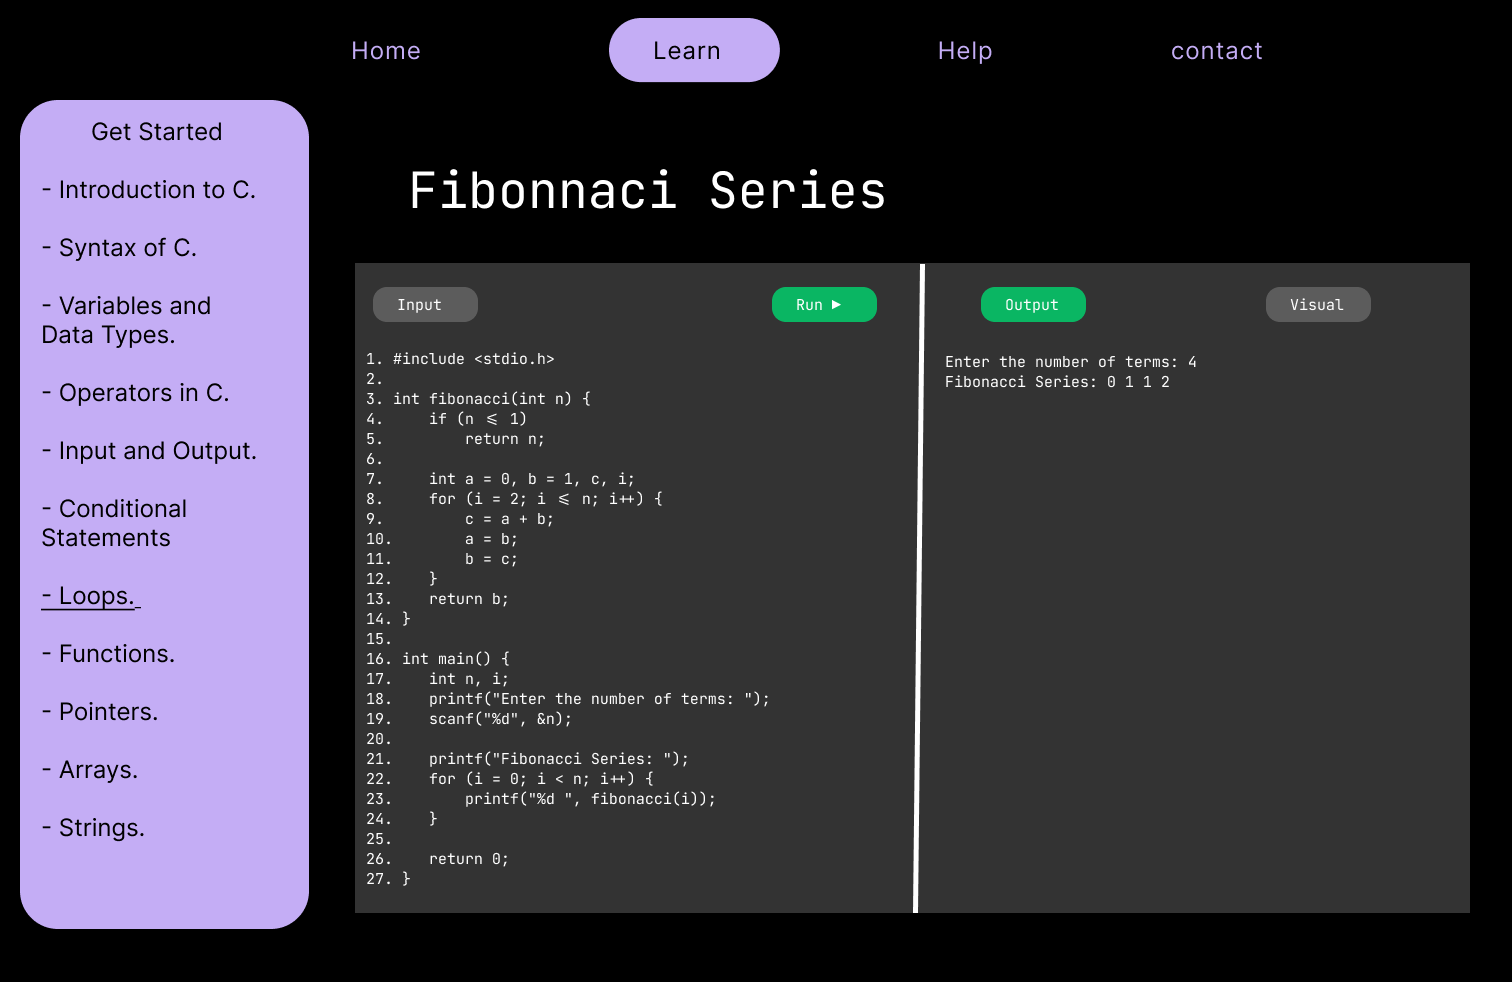 Home
Learn
Help
contact
Get Started
- Introduction to C.
- Syntax of C.
- Variables and
Data Types.
- Operators in C.
- Input and Output.
- Conditional
Statements
- Loops.
- Functions.
- Pointers.
- Arrays.
- Strings.
Fibonnaci Series
Input
Run ▶
1. #include <stdio.h>
2.
3. int fibonacci(int n) {
4.     if (n <= 1)
5.         return n;
6.
7.     int a = 0, b = 1, c, i;
8.     for (i = 2; i <= n; i++) {
9.         c = a + b;
10.        a = b;
11.        b = c;
12.    }
13.    return b;
14. }
15.
16. int main() {
17.    int n, i;
18.    printf("Enter the number of terms: ");
19.    scanf("%d", &n);
20.
21.    printf("Fibonacci Series: ");
22.    for (i = 0; i < n; i++) {
23.        printf("%d ", fibonacci(i));
24.    }
25.
26.    return 0;
27. }
Output
Visual
Enter the number of terms: 4
Fibonacci Series: 0 1 1 2